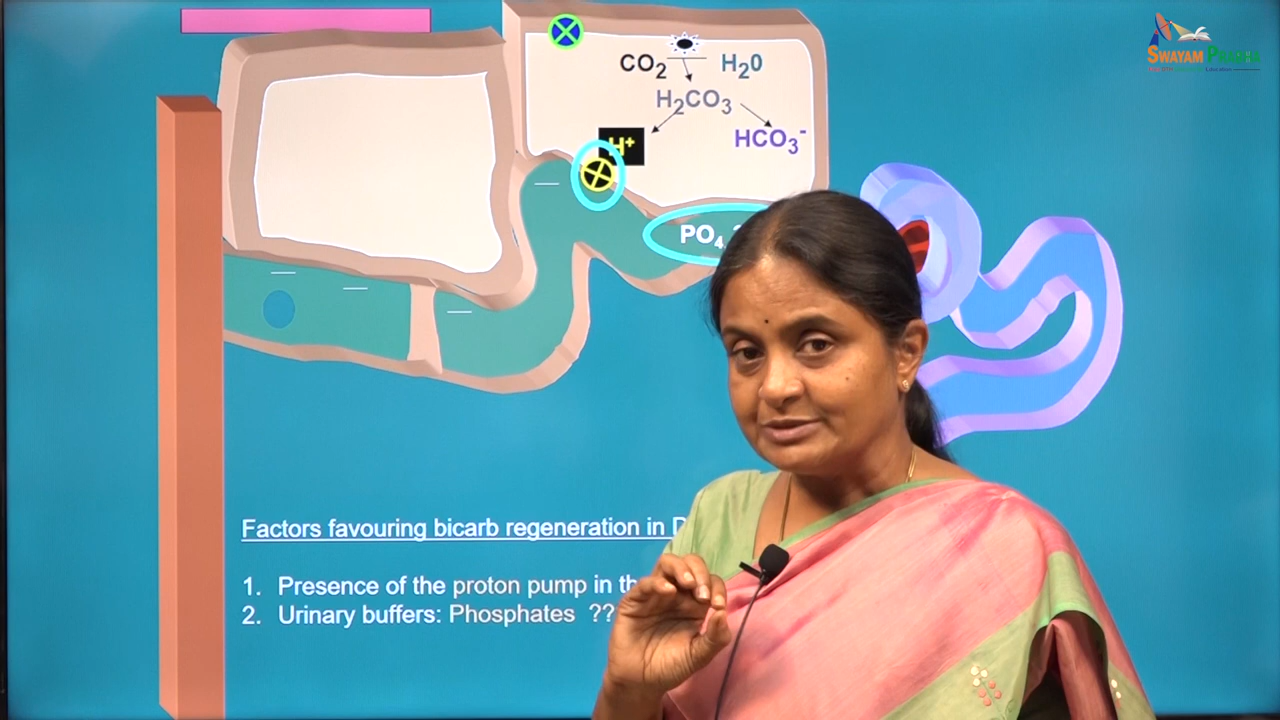 SWAYAM PRABHA
CO₂ H₂0
H₂CO₃
H⁺ HCO₃⁻
PO₄
Factors favouring bicarb regeneration in D
1. Presence of the proton pump in th
2. Urinary buffers: Phosphates ??